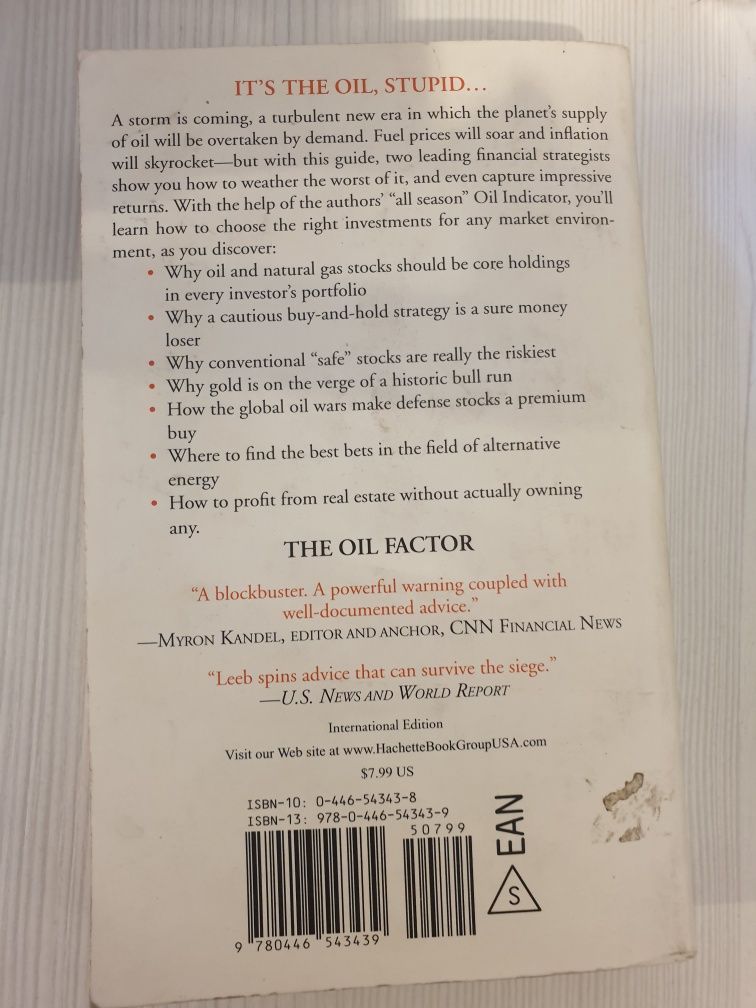 IT'S THE OIL, STUPID...
A storm is coming, a turbulent new era in which the planet's supply
of oil will be overtaken by demand. Fuel prices will soar and inflation
will skyrocket—but with this guide, two leading financial strategists
show you how to weather the worst of it, and even capture impressive
returns. With the help of the authors' “all season” Oil Indicator, you'll
learn how to choose the right investments for any market environ-
ment, as you discover:
• Why oil and natural gas stocks should be core holdings
in every investor's portfolio
• Why a cautious buy-and-hold strategy is a sure money
loser
• Why conventional “safe” stocks are really the riskiest
• Why gold is on the verge of a historic bull run
• How the global oil wars make defense stocks a premium
buy
• Where to find the best bets in the field of alternative
energy
• How to profit from real estate without actually owning
any.
THE OIL FACTOR
“A blockbuster. A powerful warning coupled with
well-documented advice.”
—MYRON KANDEL, EDITOR AND ANCHOR, CNN FINANCIAL NEWS
“Leeb spins advice that can survive the siege.”
—U.S. NEWS AND WORLD REPORT
International Edition
Visit our Web site at www.HachetteBookGroupUSA.com
$7.99 US
ISBN-10: 0-446-54343-8
ISBN-13: 978-0-446-54343-9
50799
EAN
S
9 780446 543439